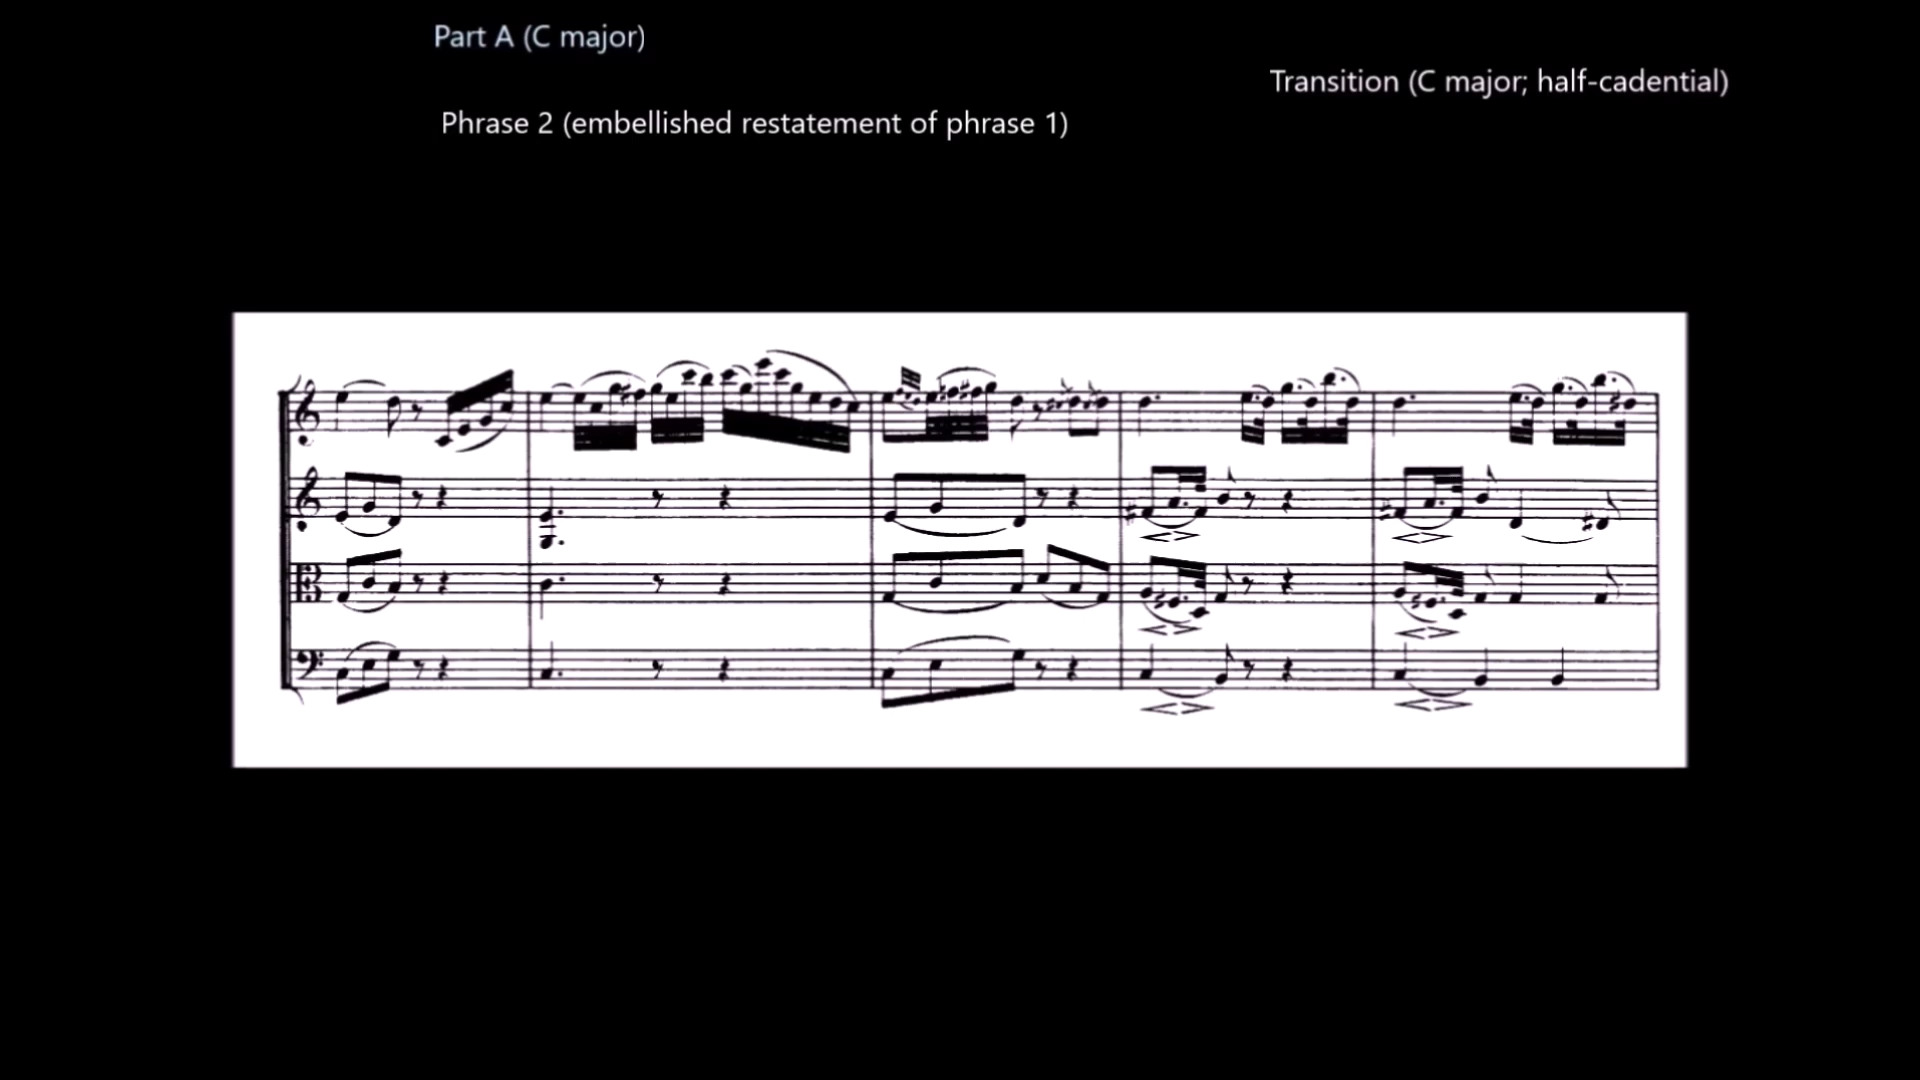 Part A (C major)
Transition (C major; half-cadential)
Phrase 2 (embellished restatement of phrase 1)